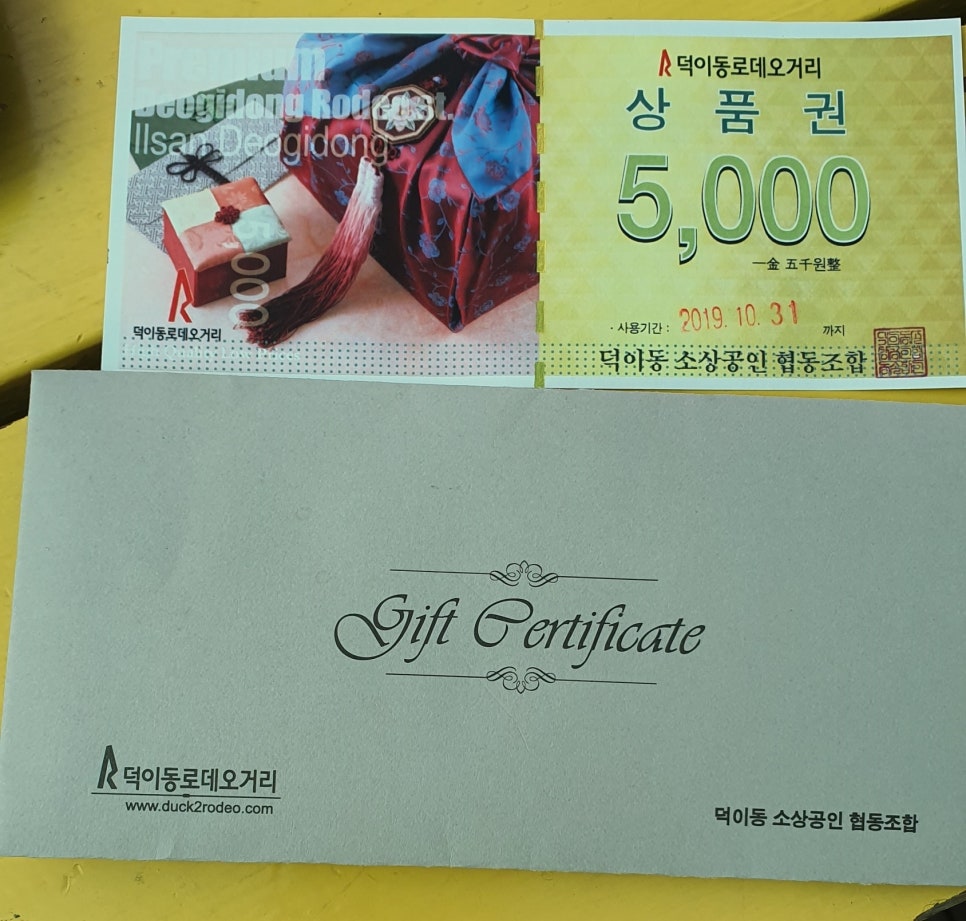 Premium
Deogidong Rodeo st.
Ilsan Deogidong
5,000
덕이동로데오거리
덕이동로데오거리
상품권
5,000
一金 五千원整
· 사용기간 : 2019. 10. 31 까지
덕이동 소상공인 협동조합
Gift Certificate
덕이동로데오거리
www.duck2rodeo.com
덕이동 소상공인 협동조합